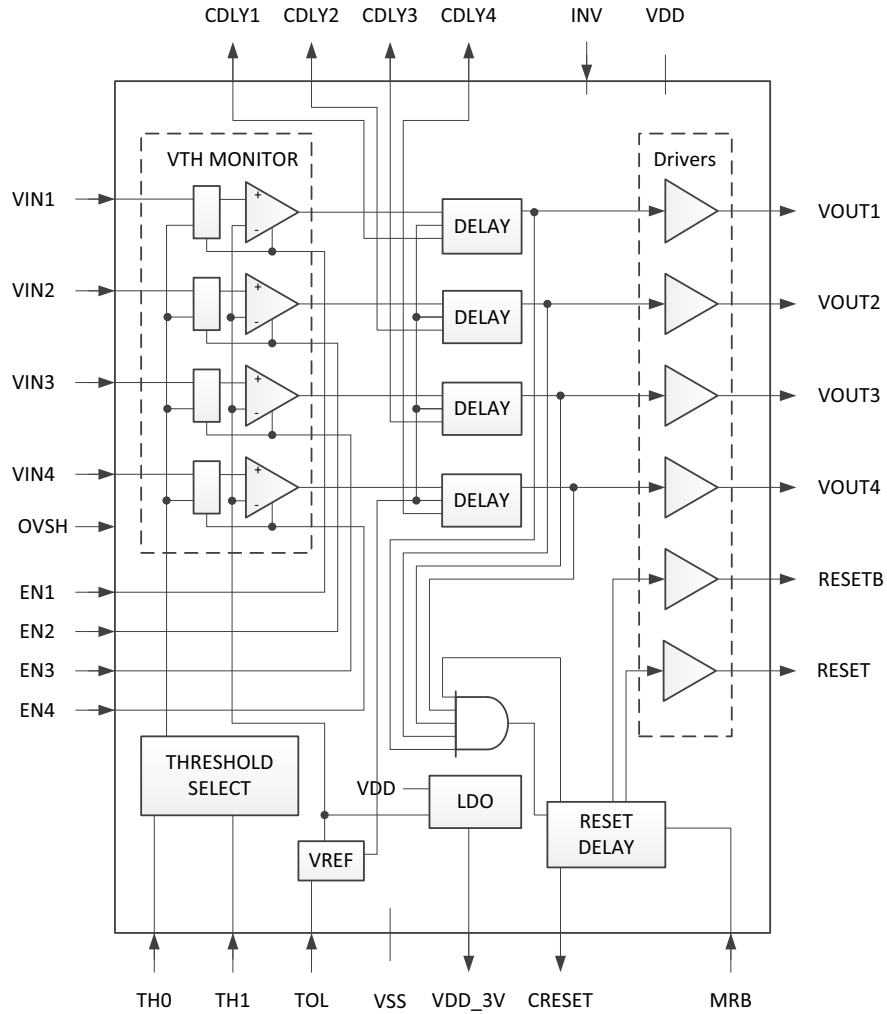 CDLY1 CDLY2 CDLY3 CDLY4 INV VDD
VTH MONITOR
Drivers
VIN1
+
-
DELAY
VOUT1
VIN2
+
-
DELAY
VOUT2
VIN3
+
-
DELAY
VOUT3
VIN4
+
-
DELAY
VOUT4
OVSH
EN1
RESETB
EN2
EN3
RESET
EN4
THRESHOLD
SELECT
VDD
LDO
RESET
DELAY
VREF
TH0 TH1 TOL VSS VDD_3V CRESET MRB